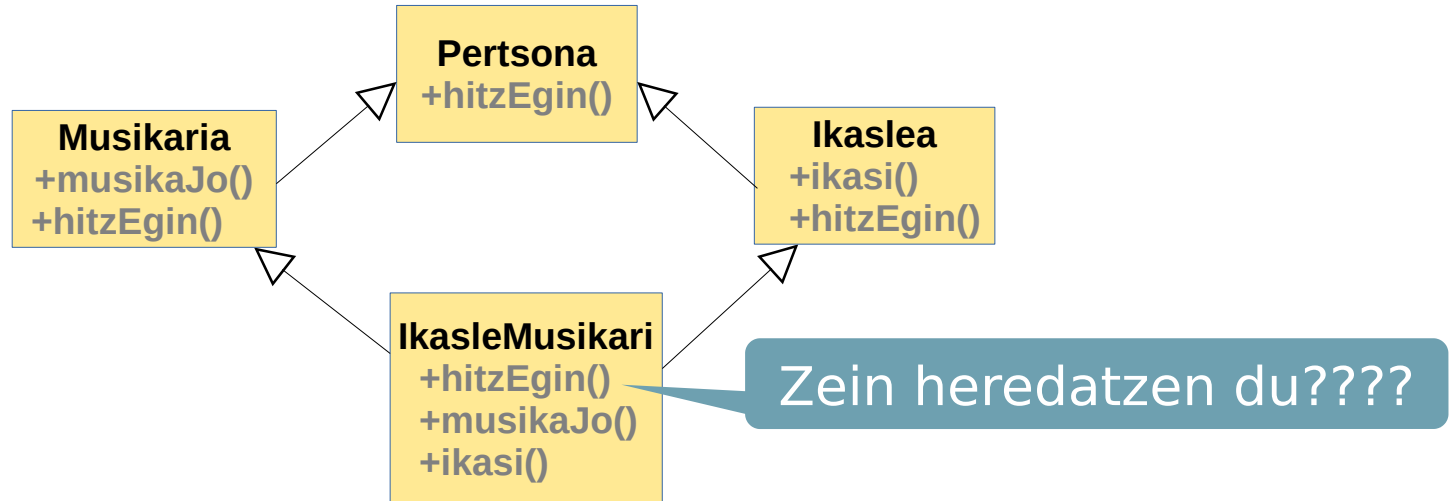 Pertsona
+hitzEgin()
Musikaria
+musikaJo()
+hitzEgin()
Ikaslea
+ikasi()
+hitzEgin()
IkasleMusikari
+hitzEgin()
+musikaJo()
+ikasi()
Zein heredatzen du????